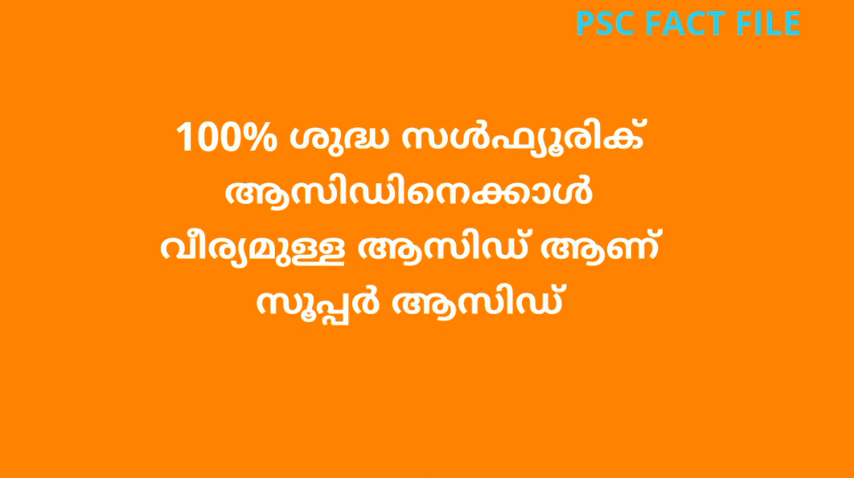 PSC FACT FILE
100% ശുദ്ധ സൾഫ്യൂരിക്
ആസിഡിനെക്കാൾ
വീര്യമുള്ള ആസിഡ് ആണ്
സൂപ്പർ ആസിഡ്